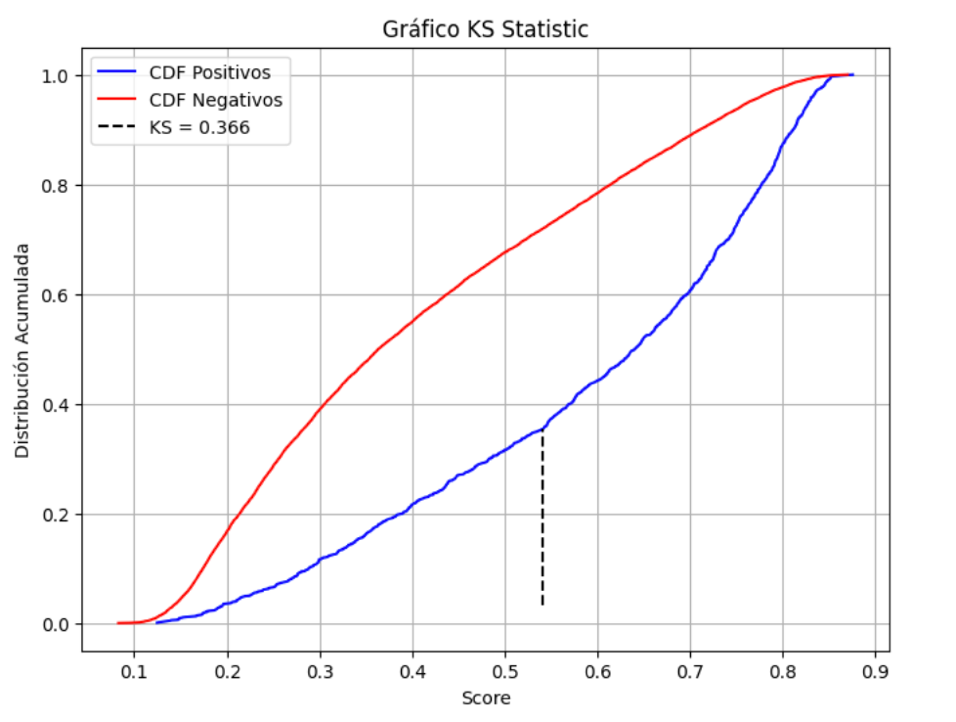 Gráfico KS Statistic
CDF Positivos
CDF Negativos
KS = 0.366
1.0
0.8
0.6
0.4
0.2
0.0
Distribución Acumulada
0.1 0.2 0.3 0.4 0.5 0.6 0.7 0.8 0.9
Score